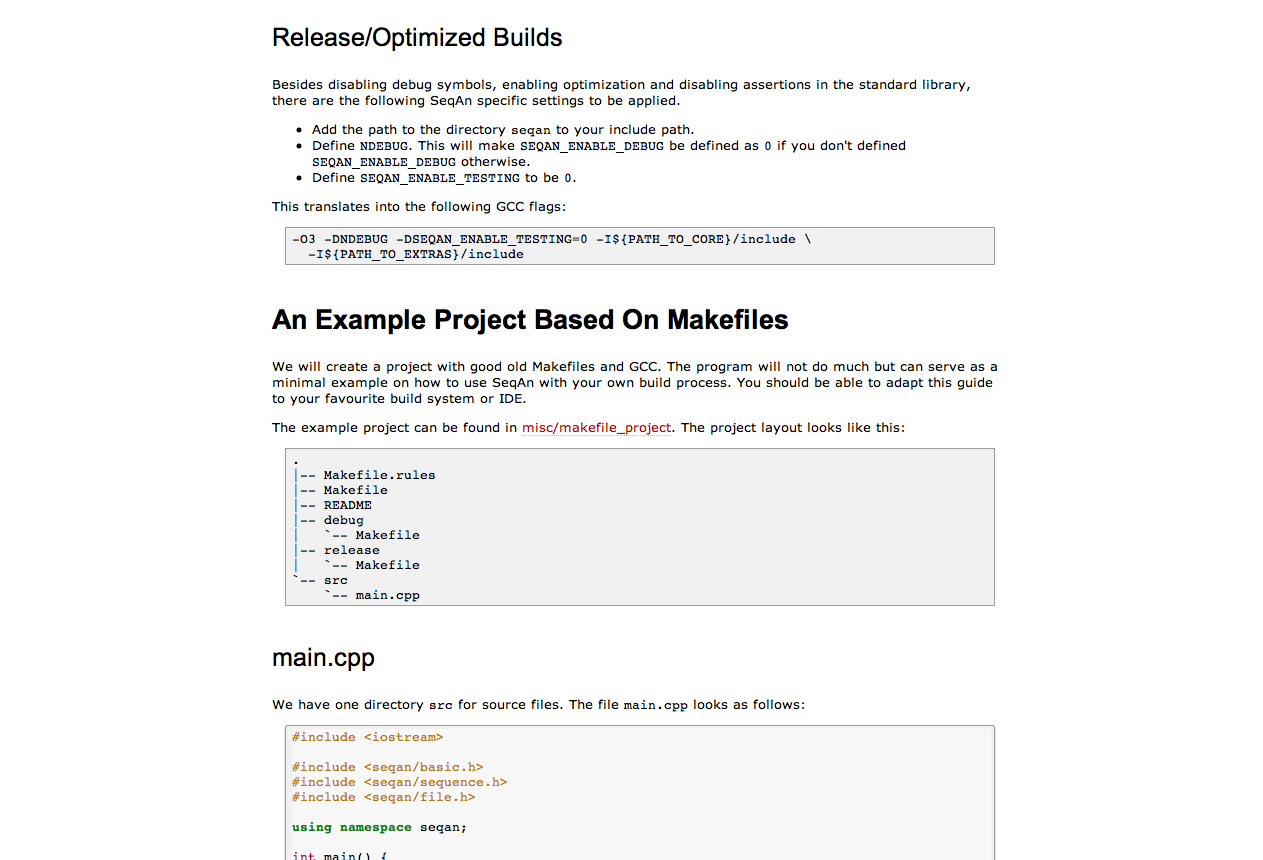 Release/Optimized Builds
Besides disabling debug symbols, enabling optimization and disabling assertions in the standard library,
there are the following SeqAn specific settings to be applied.
• Add the path to the directory seqan to your include path.
• Define NDEBUG. This will make SEQAN_ENABLE_DEBUG be defined as 0 if you don't defined
SEQAN_ENABLE_DEBUG otherwise.
• Define SEQAN_ENABLE_TESTING to be 0.
This translates into the following GCC flags:
-O3 -DNDEBUG -DSEQAN_ENABLE_TESTING=0 -I${PATH_TO_CORE}/include \
  -I${PATH_TO_EXTRAS}/include
An Example Project Based On Makefiles
We will create a project with good old Makefiles and GCC. The program will not do much but can serve as a
minimal example on how to use SeqAn with your own build process. You should be able to adapt this guide
to your favourite build system or IDE.
The example project can be found in misc/makefile_project. The project layout looks like this:
.
|-- Makefile.rules
|-- Makefile
|-- README
|-- debug
|   `-- Makefile
|-- release
|   `-- Makefile
`-- src
    `-- main.cpp
main.cpp
We have one directory src for source files. The file main.cpp looks as follows:
#include <iostream>
#include <seqan/basic.h>
#include <seqan/sequence.h>
#include <seqan/file.h>
using namespace seqan;
int main() {